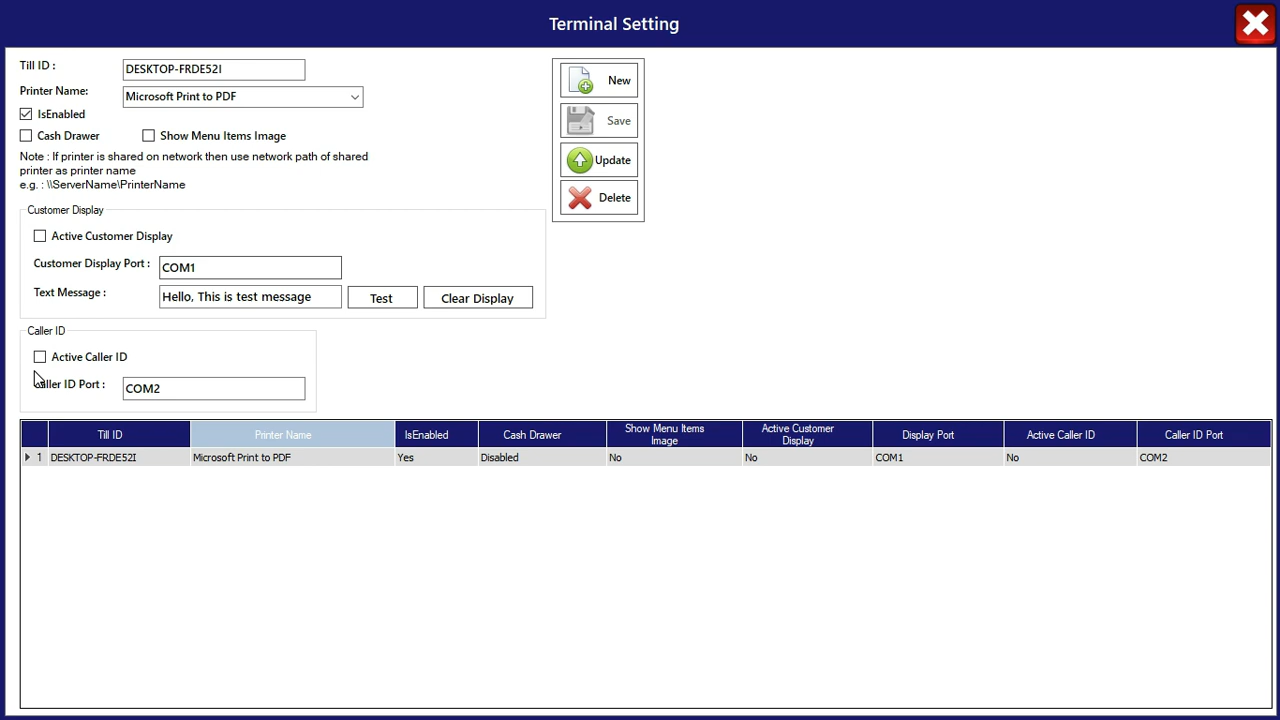 Terminal Setting
Till ID : DESKTOP-FRDE52I
Printer Name: Microsoft Print to PDF
IsEnabled
Cash Drawer Show Menu Items Image
Note : If printer is shared on network then use network path of shared
printer as printer name
e.g. : \\ServerName\PrinterName
New
Save
Update
Delete
Customer Display
Active Customer Display
Customer Display Port : COM1
Text Message : Hello, This is test message Test Clear Display
Caller ID
Active Caller ID
Caller ID Port : COM2
Till ID Printer Name IsEnabled Cash Drawer Show Menu Items Image Active Customer Display Display Port Active Caller ID Caller ID Port
1 DESKTOP-FRDE52I Microsoft Print to PDF Yes Disabled No No COM1 No COM2